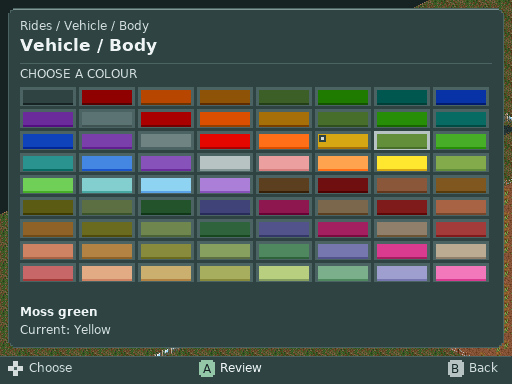 Rides / Vehicle / Body
Vehicle / Body
CHOOSE A COLOUR
Moss green
Current: Yellow
Choose
A Review
B Back